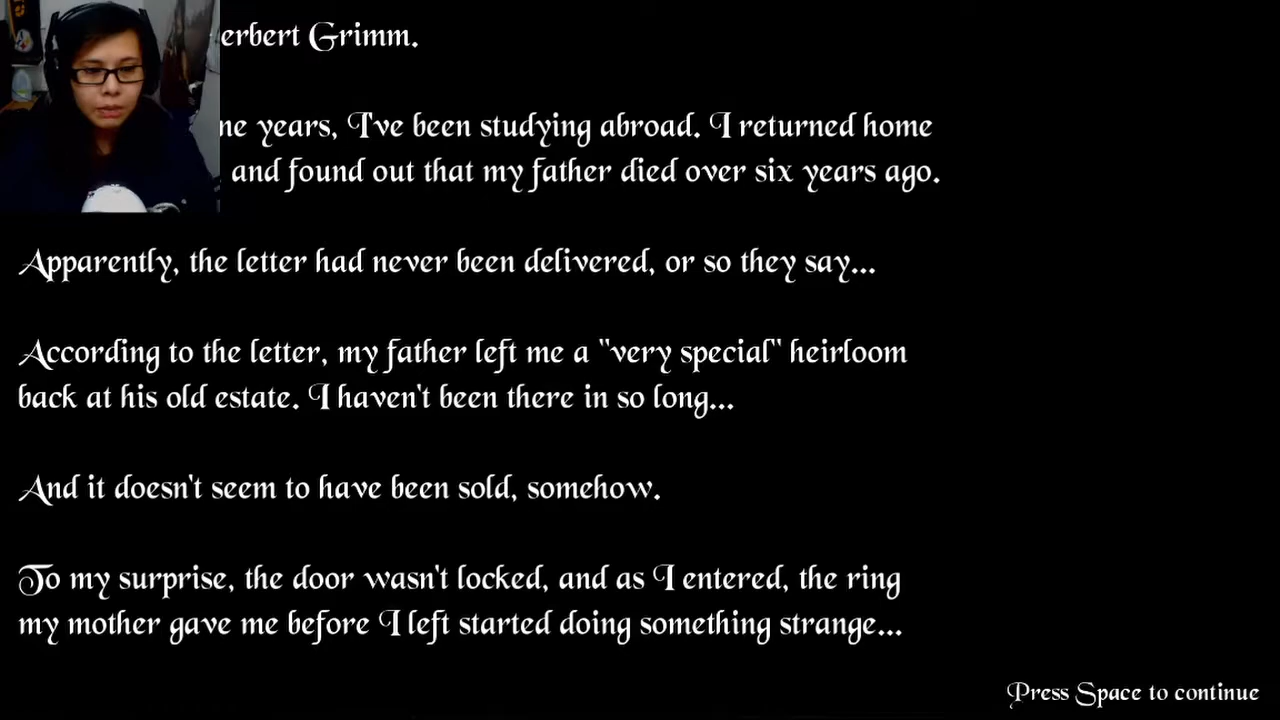 Grimm.
years, I've been studying abroad. I returned home
and found out that my father died over six years ago.
Apparently, the letter had never been delivered, or so they say...
According to the letter, my father left me a "very special" heirloom
back at his old estate. I haven't been there in so long...
And it doesn't seem to have been sold, somehow.
To my surprise, the door wasn't locked, and as I entered, the ring
my mother gave me before I left started doing something strange...
Press Space to continue